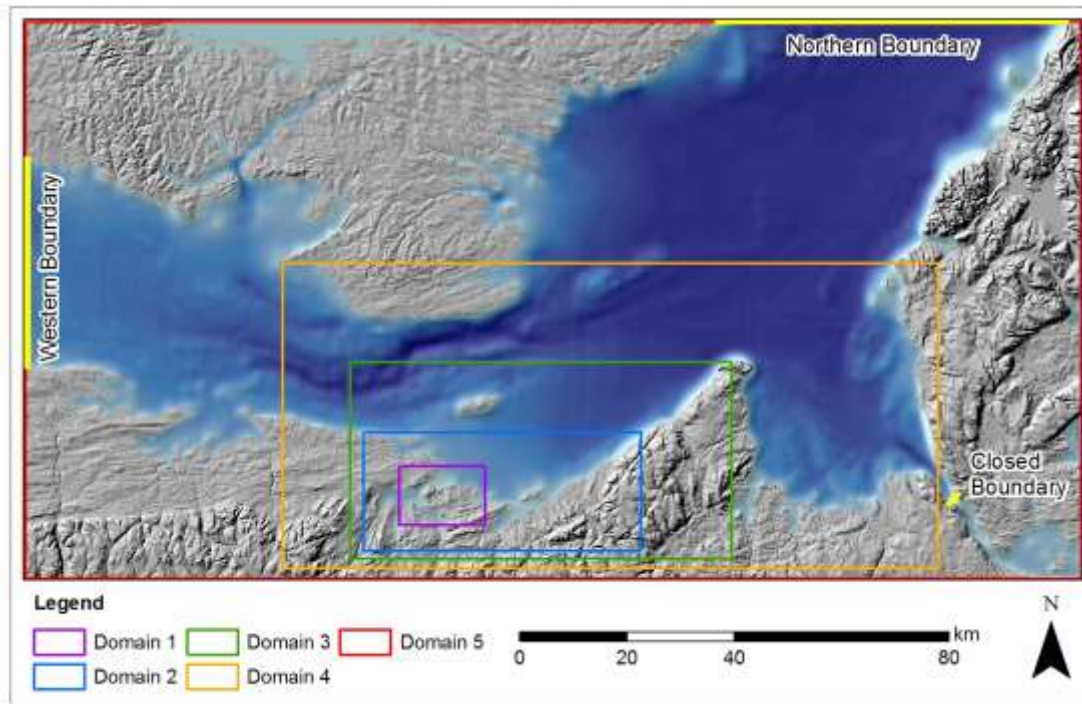 Northern Boundary
Western Boundary
Closed
Boundary
Legend
Domain 1
Domain 3
Domain 5
Domain 2
Domain 4
km
0
20
40
80
N